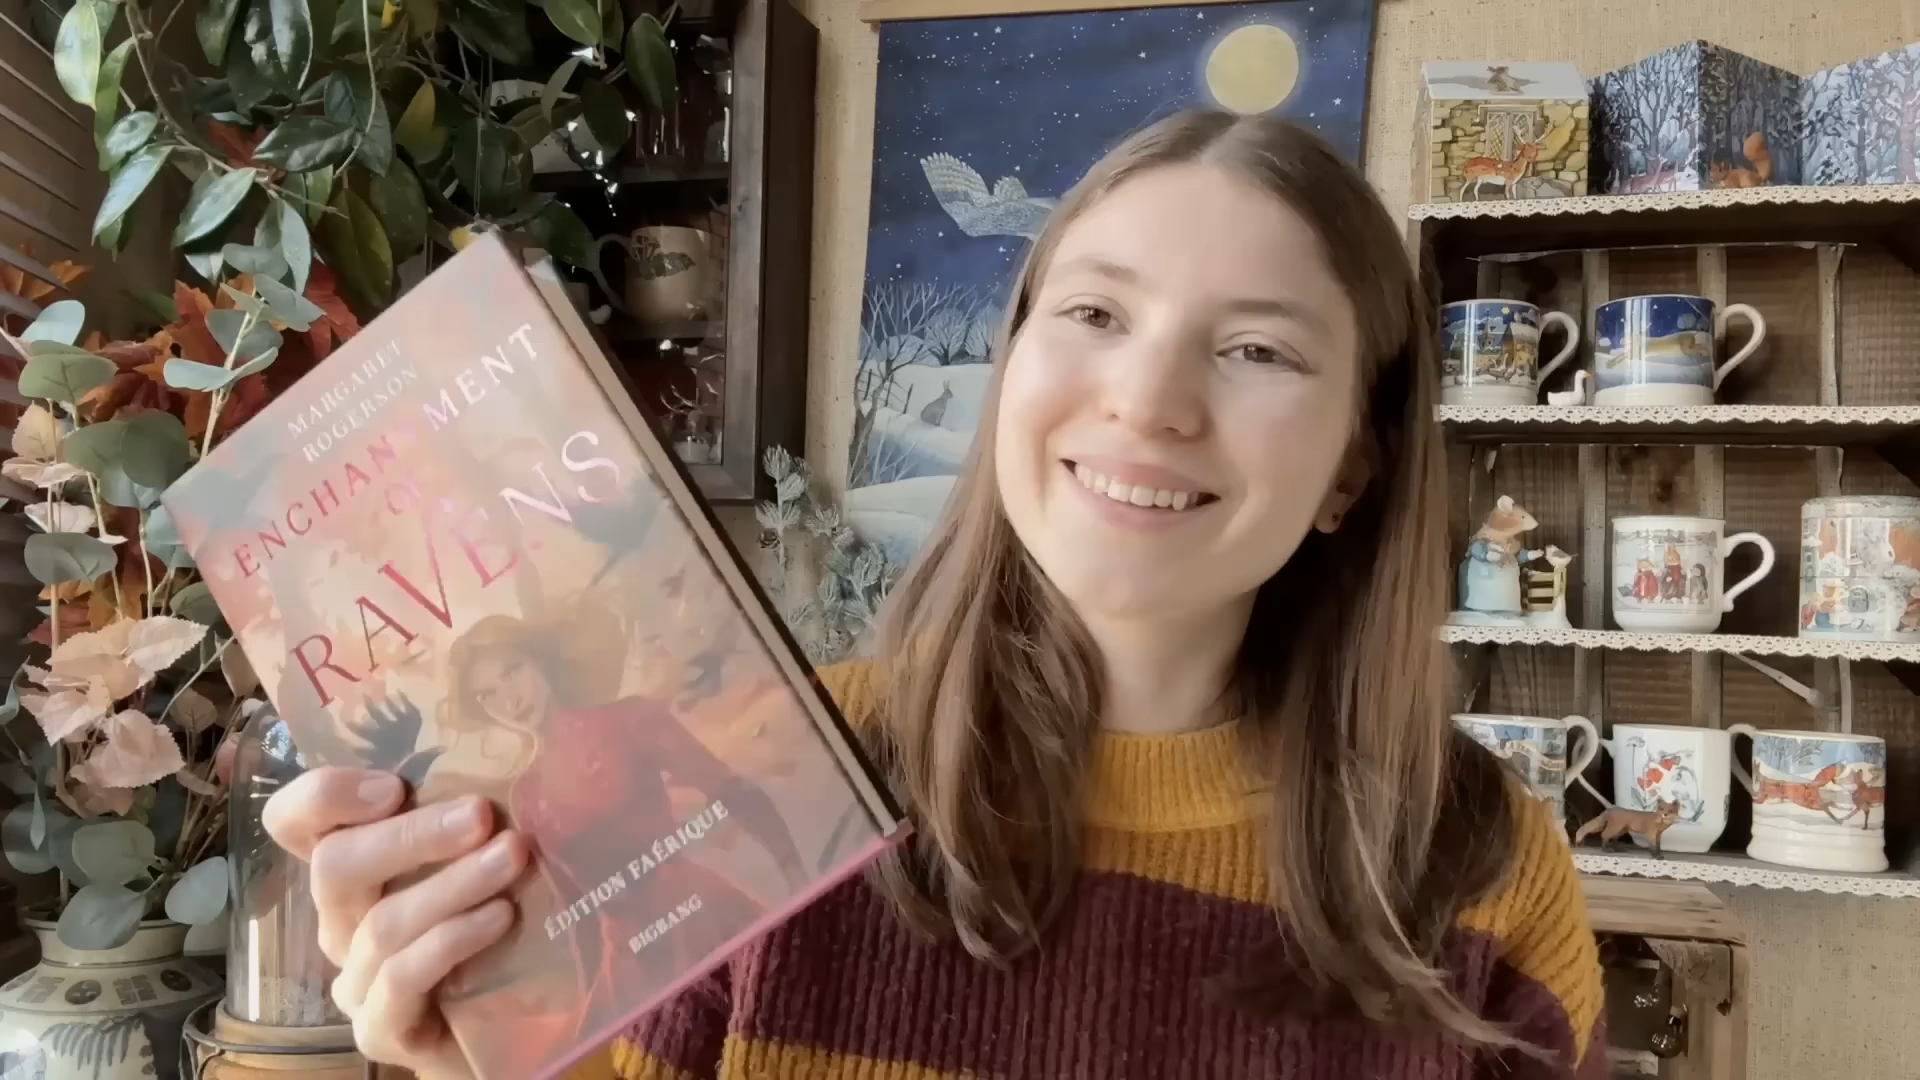 MARGARET
ROGERSON
ENCHANTMENT
OF
RAVENS
ÉDITION FAÉRIQUE
BIGBANG